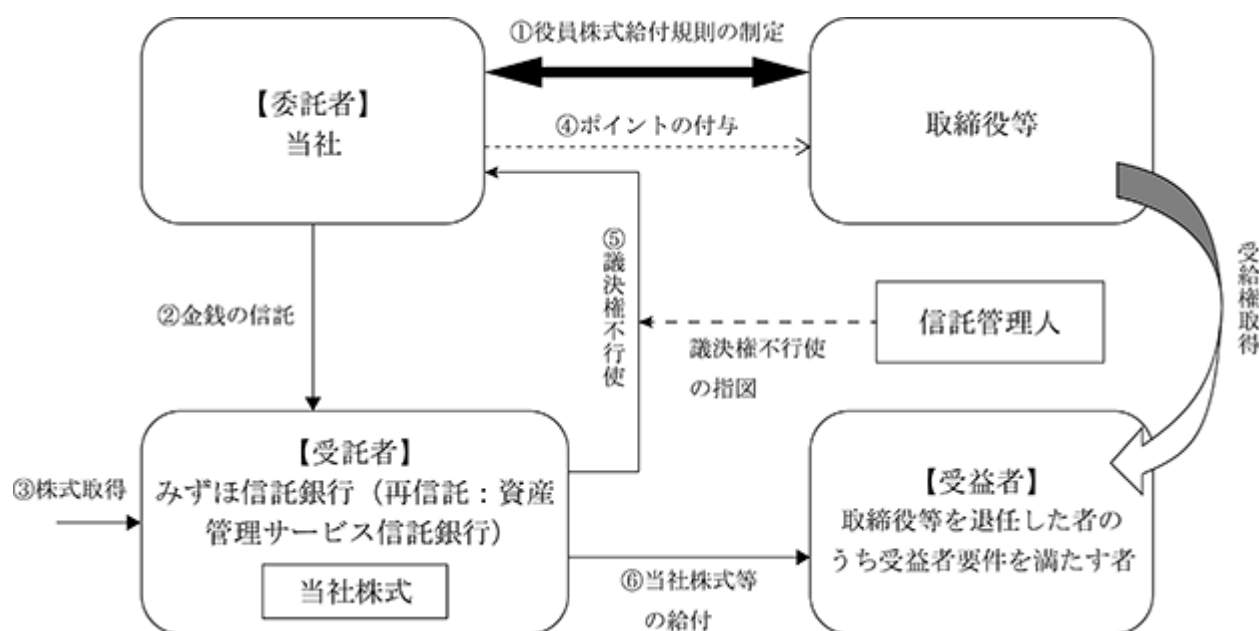 ①役員株式給付規則の制定
【委託者】
当社
④ポイントの付与
取締役等
⑤議決権不行使
受給権取得
②金銭の信託
信託管理人
議決権不行使
の指図
③株式取得
【受託者】
みずほ信託銀行（再信託：資産
管理サービス信託銀行）
当社株式
【受益者】
取締役等を退任した者の
うち受益者要件を満たす者
⑥当社株式等
の給付